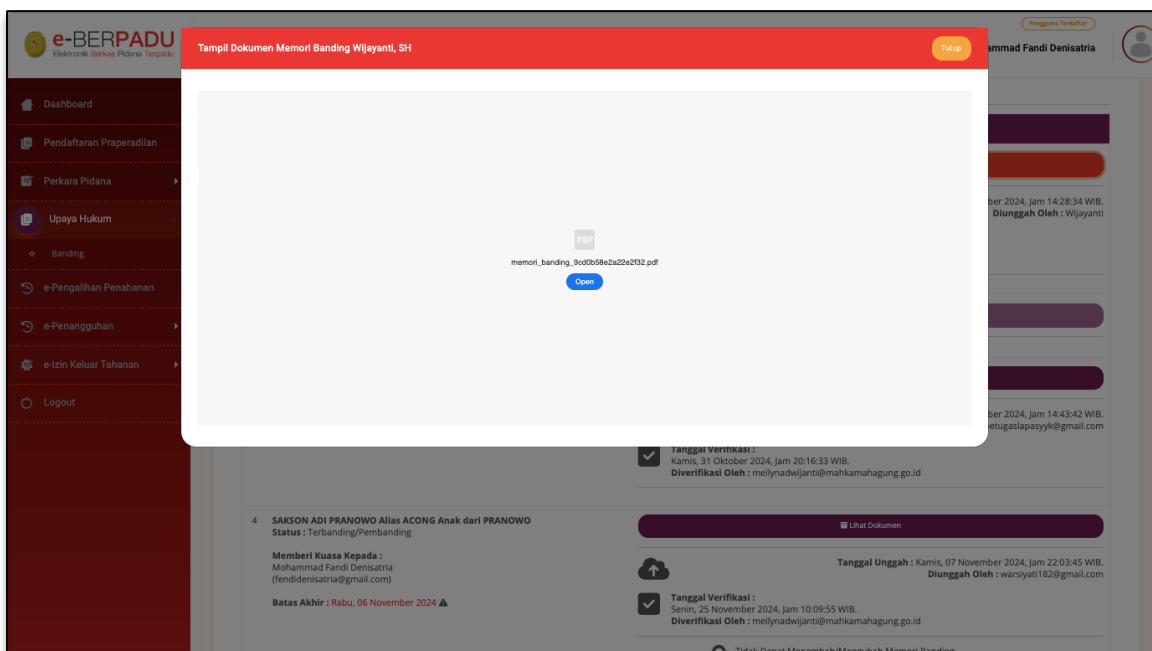 e-BERPADU
Elektronik Berkas Pidana Terpadu
Tampil Dokumen Memori Banding Wijayanti, SH
Tutup
Pengguna Terdaftar
ammad Fandi Denisatria
Dashboard
Pendaftaran Praperadilan
Perkara Pidana
Upaya Hukum
Banding
e-Pengalihan Penahanan
e-Penangguhan
e-Izin Keluar Tahanan
Logout
PDF
memori_banding_9cd0b58e2a22e2f32.pdf
Open
ber 2024, Jam 14:28:34 WIB.
Diunggah Oleh : Wijayanti
ber 2024, Jam 14:43:42 WIB.
etugaslapasyyk@gmail.com
Tanggal Verifikasi :
Kamis, 31 Oktober 2024, Jam 20:16:33 WIB.
Diverifikasi Oleh : meilynadwijanti@mahkamahagung.go.id
4 SAKSON ADI PRANOWO Alias ACONG Anak dari PRANOWO
Status : Terbanding/Pembanding
Memberi Kuasa Kepada :
Mohammad Fandi Denisatria
(fendidenisatria@gmail.com)
Batas Akhir : Rabu, 06 November 2024
Lihat Dokumen
Tanggal Unggah : Kamis, 07 November 2024, Jam 22:03:45 WIB.
Diunggah Oleh : warsiyati182@gmail.com
Tanggal Verifikasi :
Senin, 25 November 2024, Jam 10:09:55 WIB.
Diverifikasi Oleh : meilynadwijanti@mahkamahagung.go.id
Tidak Dapat Menambah/Mengubah Memori Banding